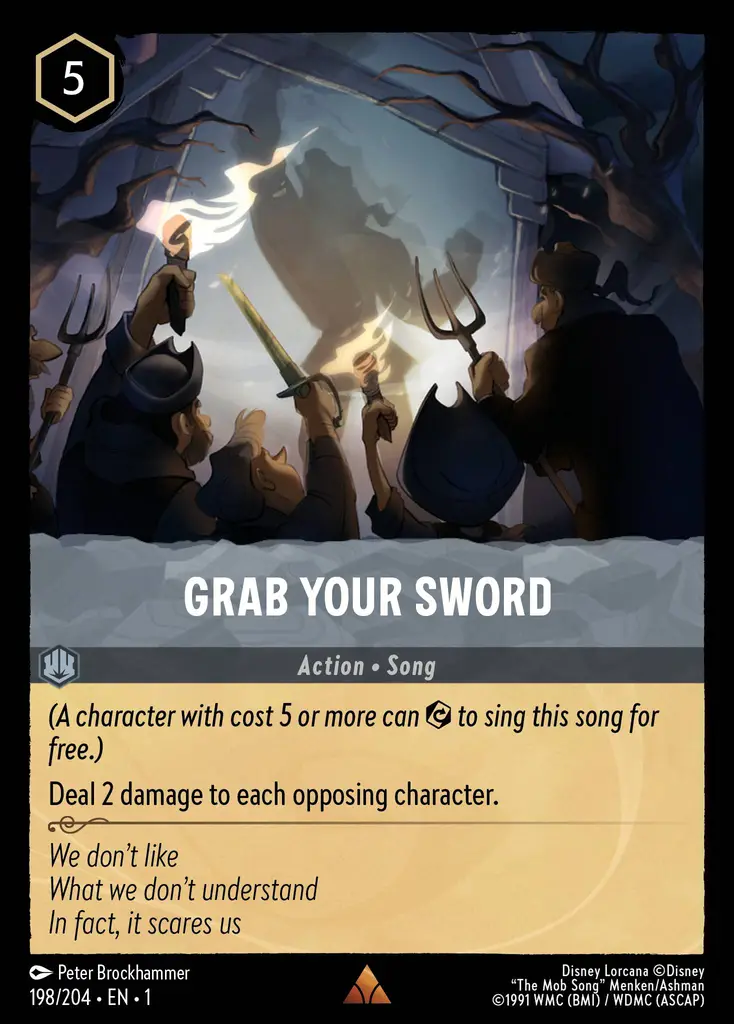 5
GRAB YOUR SWORD
Action • Song
(A character with cost 5 or more can to sing this song for
free.)
Deal 2 damage to each opposing character.
We don't like
What we don't understand
In fact, it scares us
Peter Brockhammer
198/204 • EN • 1
Disney Lorcana ©Disney
“The Mob Song” Menken/Ashman
©1991 WMC (BMI) / WDMC (ASCAP)